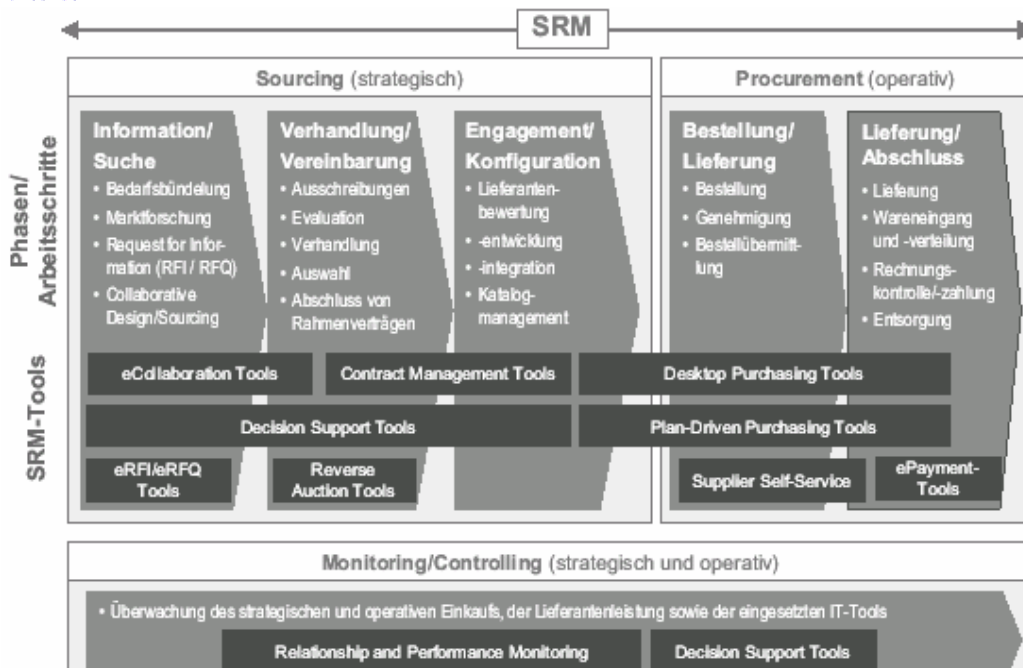 SRM
Sourcing (strategisch)
Procurement (operativ)
Phasen/
Arbeitsschritte
Information/
Suche
• Bedarfsbündelung
• Marktforschung
• Request for Infor-
mation (RFI / RFQ)
• Collaborative
Design/Sourcing
Verhandlung/
Vereinbarung
• Ausschreibungen
• Evaluation
• Verhandlung
• Auswahl
• Abschluss von
Rahmenverträgen
Engagement/
Konfiguration
• Lieferanten-
bewertung
• -entwicklung
• -integration
• Katalog-
management
Bestellung/
Lieferung
• Bestellung
• Genehmigung
• Bestellübermitt-
lung
Lieferung/
Abschluss
• Lieferung
• Wareneingang
und -verteilung
• Rechnungs-
kontrolle/-zahlung
• Entsorgung
SRM-Tools
eCollaboration Tools
Contract Management Tools
Desktop Purchasing Tools
Decision Support Tools
Plan-Driven Purchasing Tools
eRFI/eRFQ
Tools
Reverse
Auction Tools
Supplier Self-Service
ePayment-
Tools
Monitoring/Controlling (strategisch und operativ)
• Überwachung des strategischen und operativen Einkaufs, der Lieferantenleistung sowie der eingesetzten IT-Tools
Relationship and Performance Monitoring
Decision Support Tools